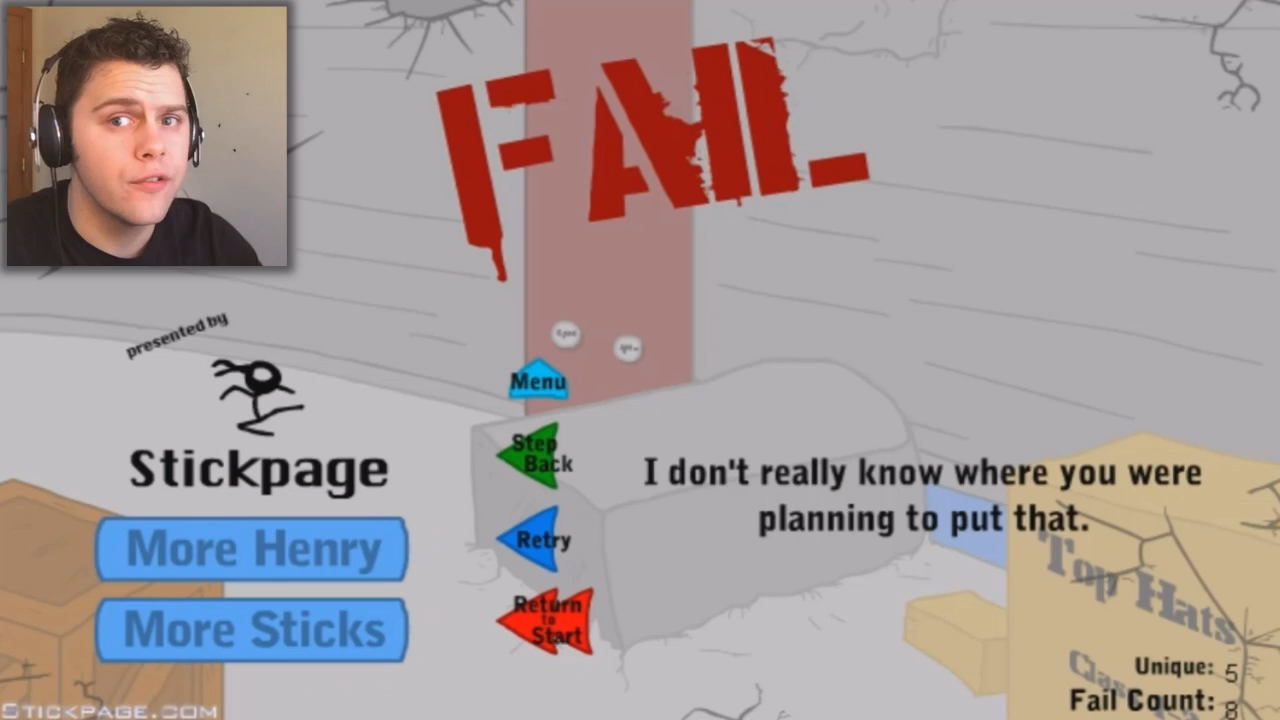 FAIL
presented by
Stickpage
More Henry
More Sticks
Menu
Step
Back
Retry
Return
to
Start
I don't really know where you were
planning to put that.
Top Hats
Unique: 5
Fail Count: 8
STICKPAGE.COM